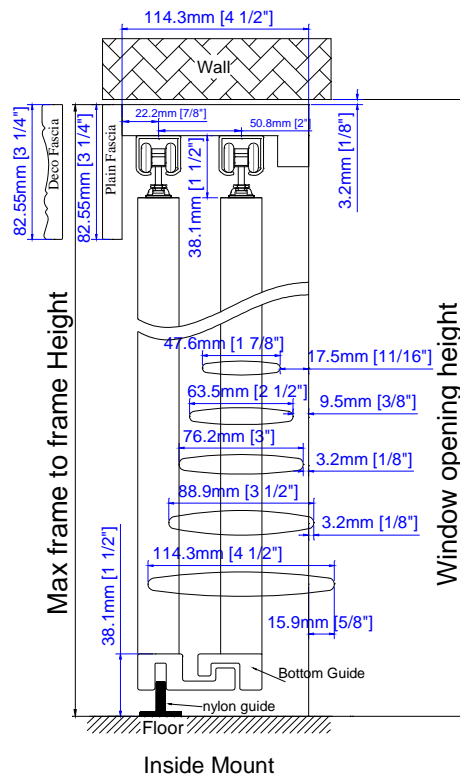 114.3mm [4 1/2"]
Wall
22.2mm [7/8"]
50.8mm [2"]
82.55mm [3 1/4"]
Deco Fascia
82.55mm [3 1/4"]
Plain Fascia
38.1mm [1 1/2"]
3.2mm [1/8"]
Max frame to frame Height
Window opening height
47.6mm [1 7/8"]
17.5mm [11/16"]
63.5mm [2 1/2"]
9.5mm [3/8"]
76.2mm [3"]
3.2mm [1/8"]
88.9mm [3 1/2"]
3.2mm [1/8"]
114.3mm [4 1/2"]
38.1mm [1 1/2"]
15.9mm [5/8"]
Bottom Guide
nylon guide
Floor
Inside Mount